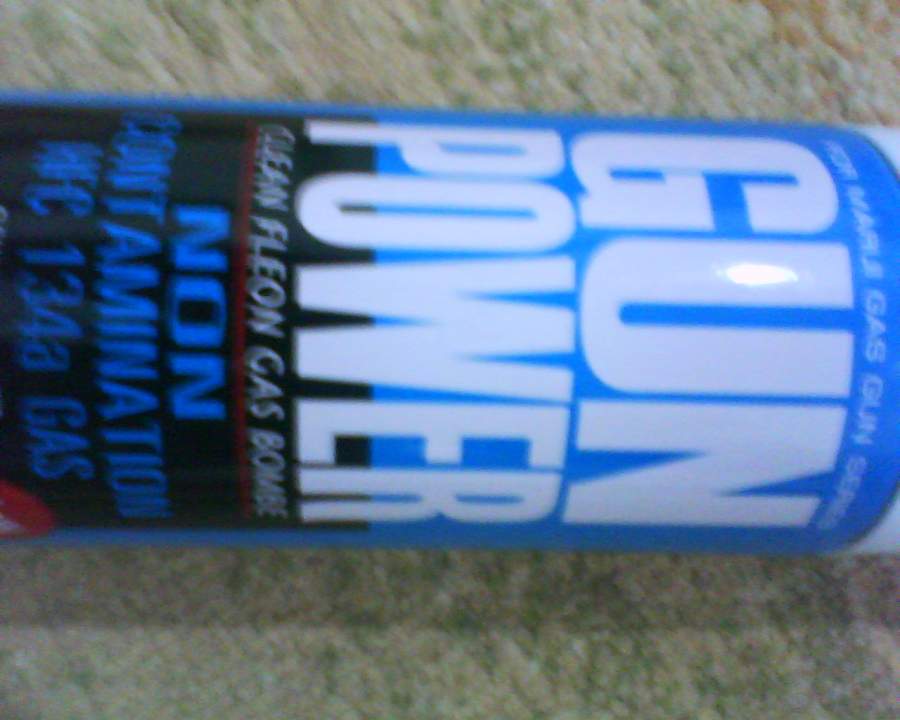 FOR MARUI GAS GUN SERIES
GUN
POWER
CLEAN FLEON GAS BOMBE
NON
CONTAMINATION
HFC 134a GAS